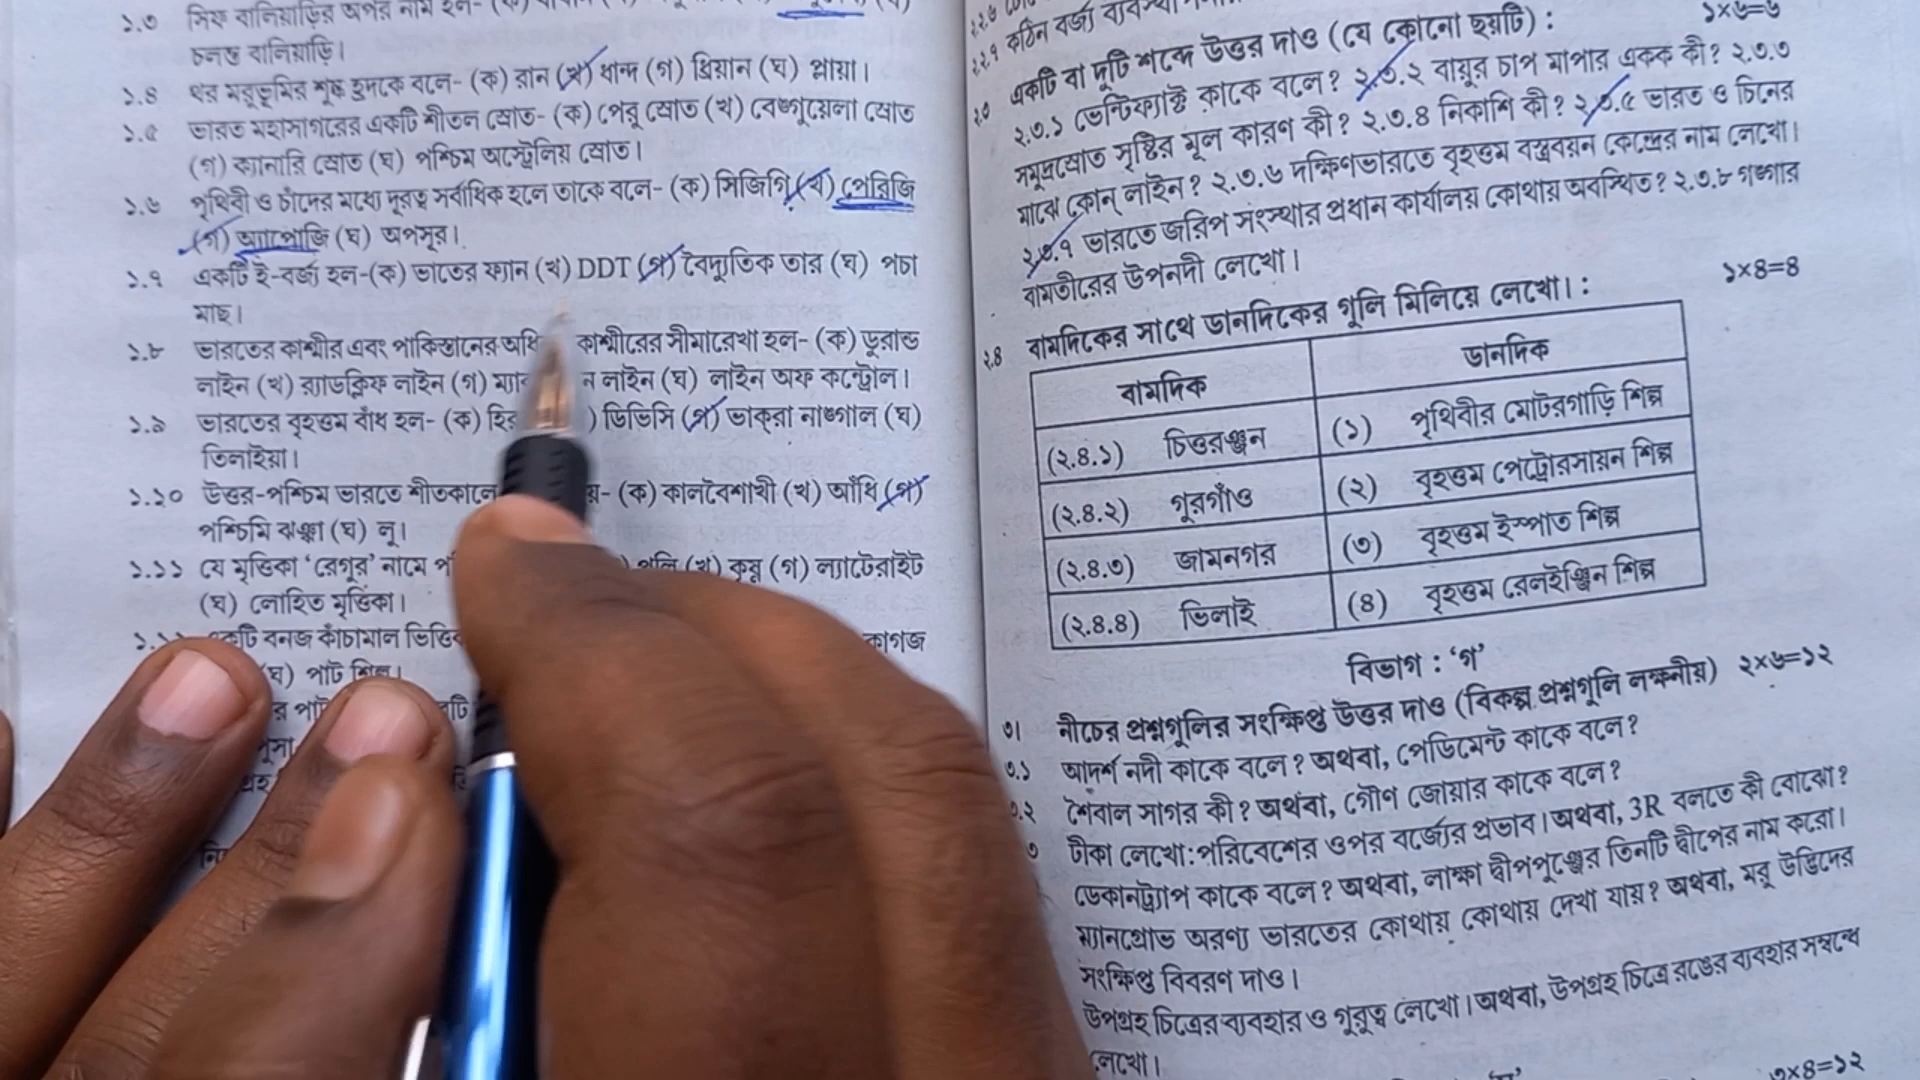 ১.৩ সিফ বালিয়াড়ির অপর নাম হল- (ক)
চলন্ত বালিয়াড়ি।
১.৪ থর মরুভূমির শুষ্ক হ্রদকে বলে- (ক) রান (খ) ধান্দ (গ) থ্রিয়ান (ঘ) প্লায়া।
১.৫ ভারত মহাসাগরের একটি শীতল স্রোত- (ক) পেরু স্রোত (খ) বেঙ্গুয়েলা স্রোত
(গ) ক্যানারি স্রোত (ঘ) পশ্চিম অস্ট্রেলিয় স্রোত।
১.৬ পৃথিবী ও চাঁদের মধ্যে দূরত্ব সর্বাধিক হলে তাকে বলে- (ক) সিজিগি (খ) পেরিজি
(গ) অ্যাপোজি (ঘ) অপসূর।
১.৭ একটি ই-বর্জ্য হল-(ক) ভাতের ফ্যান (খ) DDT (গ) বৈদ্যুতিক তার (ঘ) পচা
মাছ।
১.৮ ভারতের কাশ্মীর এবং পাকিস্তানের অধি কাশ্মীরের সীমারেখা হল- (ক) ডুরান্ড
লাইন (খ) র‍্যাডক্লিফ লাইন (গ) ম্যাক ন লাইন (ঘ) লাইন অফ কন্ট্রোল।
১.৯ ভারতের বৃহত্তম বাঁধ হল- (ক) হিরা ) ডিভিসি (গ) ভাক্‌রা নাঙ্গাল (ঘ)
তিলাইয়া।
১.১০ উত্তর-পশ্চিম ভারতে শীতকালে য়- (ক) কালবৈশাখী (খ) আঁধি (গ)
পশ্চিমি ঝঞ্ঝা (ঘ) লু।
১.১১ যে মৃত্তিকা ‘রেগুর’ নামে প ) পলি (খ) কৃষ্ণ (গ) ল্যাটেরাইট
(ঘ) লোহিত মৃত্তিকা।
একটি বনজ কাঁচামাল ভিত্তি কাগজ
ঘ) পাট শিল্প।
২.২.৭ কঠিন বর্জ্য
২.৩ একটি বা দুটি শব্দে উত্তর দাও (যে কোনো ছয়টি) : ১×৬=৬
২.৩.১ ভেন্টিফ্যাক্ট কাকে বলে? ২.৩.২ বায়ুর চাপ মাপার একক কী? ২.৩.৩
সমুদ্রস্রোত সৃষ্টির মূল কারণ কী? ২.৩.৪ নিকাশি কী? ২.৩.৫ ভারত ও চিনের
মাঝে কোন্ লাইন? ২.৩.৬ দক্ষিণভারতে বৃহত্তম বস্ত্রবয়ন কেন্দ্রের নাম লেখো।
২.৩.৭ ভারতে জরিপ সংস্থার প্রধান কার্যালয় কোথায় অবস্থিত? ২.৩.৮ গঙ্গার
বামতীরের উপনদী লেখো।
২.৪ বামদিকের সাথে ডানদিকের গুলি মিলিয়ে লেখো। : ১×৪=৪
বামদিক ডানদিক
(২.৪.১) চিত্তরঞ্জন (১) পৃথিবীর মোটরগাড়ি শিল্প
(২.৪.২) গুরগাঁও (২) বৃহত্তম পেট্রোরসায়ন শিল্প
(২.৪.৩) জামনগর (৩) বৃহত্তম ইস্পাত শিল্প
(২.৪.৪) ভিলাই (৪) বৃহত্তম রেলইঞ্জিন শিল্প
বিভাগ : ‘গ’
৩। নীচের প্রশ্নগুলির সংক্ষিপ্ত উত্তর দাও (বিকল্প প্রশ্নগুলি লক্ষনীয়) ২×৬=১২
৩.১ আদর্শ নদী কাকে বলে? অথবা, পেডিমেন্ট কাকে বলে?
৩.২ শৈবাল সাগর কী? অথবা, গৌণ জোয়ার কাকে বলে?
টীকা লেখো: পরিবেশের ওপর বর্জ্যের প্রভাব। অথবা, 3R বলতে কী বোঝো?
ডেকানট্র্যাপ কাকে বলে? অথবা, লাক্ষা দ্বীপপুঞ্জের তিনটি দ্বীপের নাম করো।
ম্যানগ্রোভ অরণ্য ভারতের কোথায় কোথায় দেখা যায়? অথবা, মরু উদ্ভিদের
সংক্ষিপ্ত বিবরণ দাও।
উপগ্রহ চিত্রের ব্যবহার ও গুরুত্ব লেখো। অথবা, উপগ্রহ চিত্রে রঙের ব্যবহার সম্বন্ধে
লেখো।
৩×৪=১২